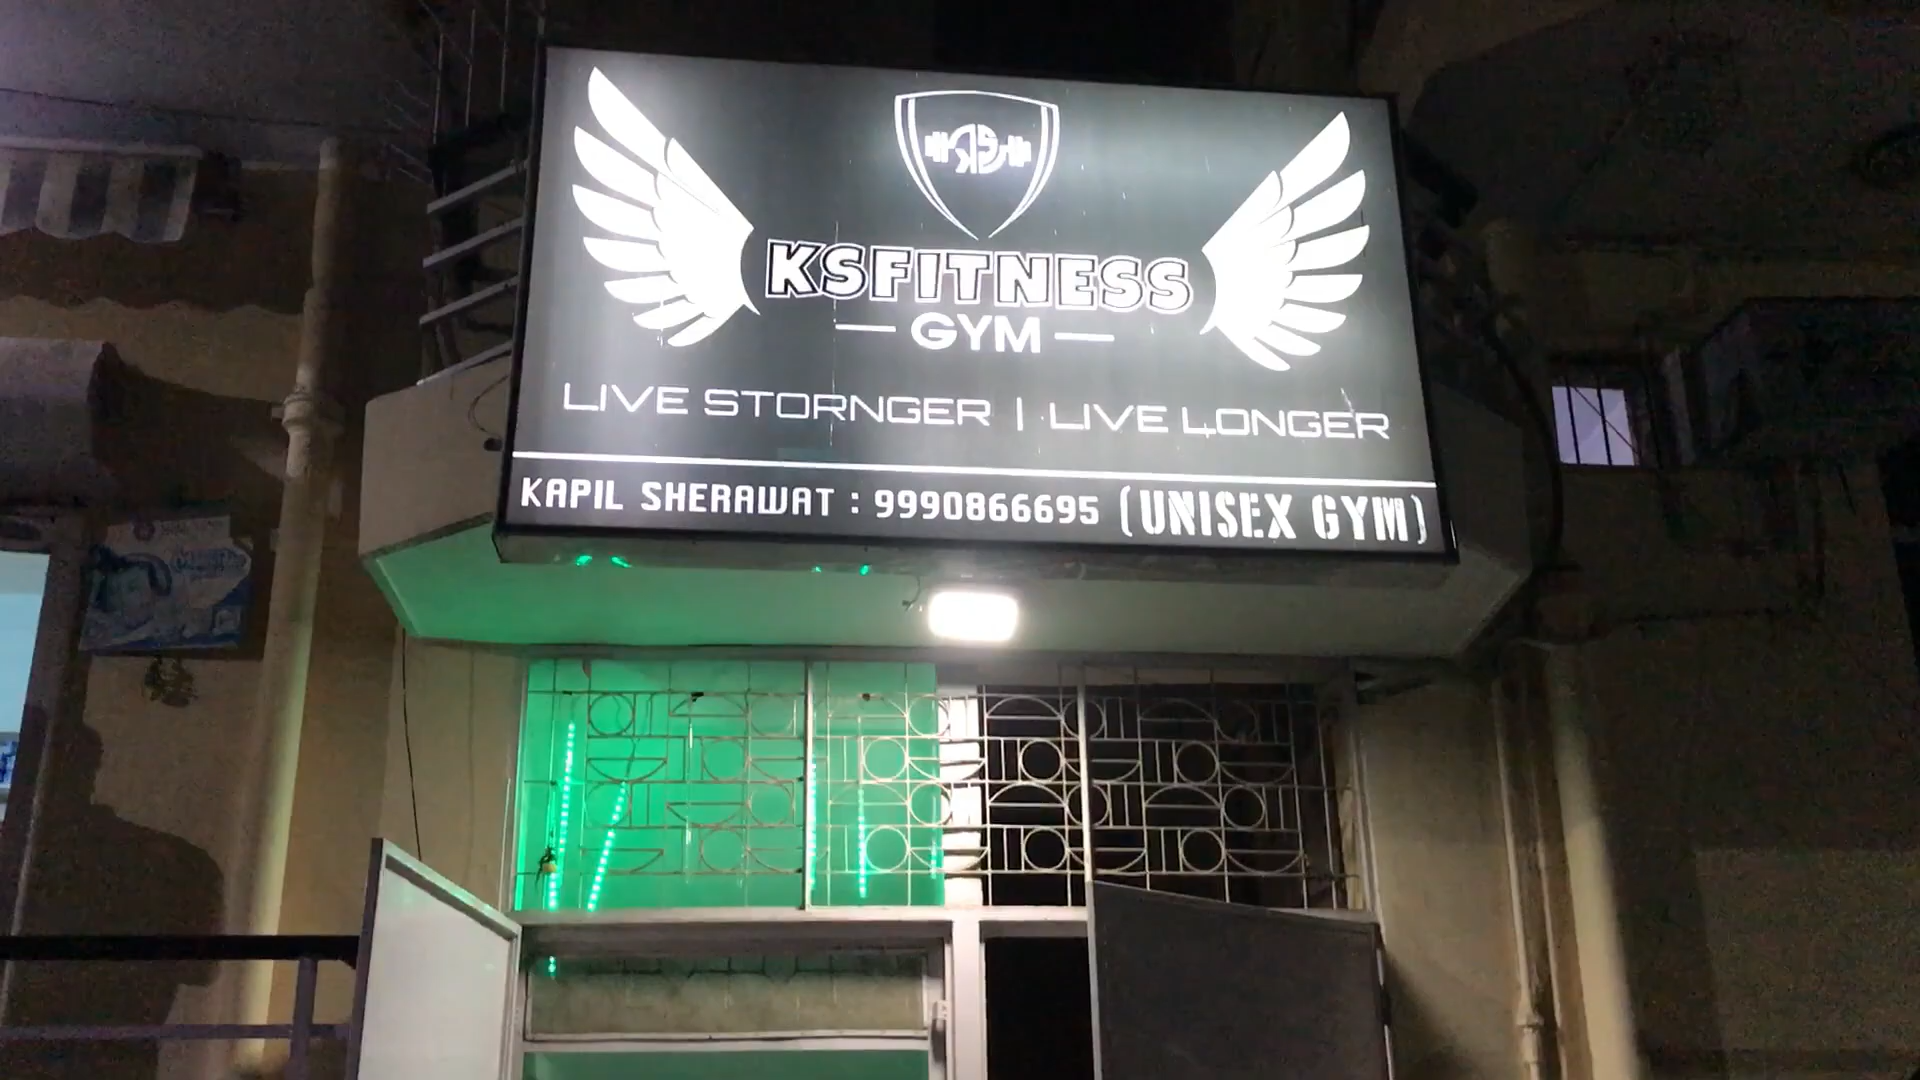 KSFITNESS
GYM
LIVE STORNGER | LIVE LONGER
KAPIL SHERAWAT : 9990866695 (UNISEX GYM)